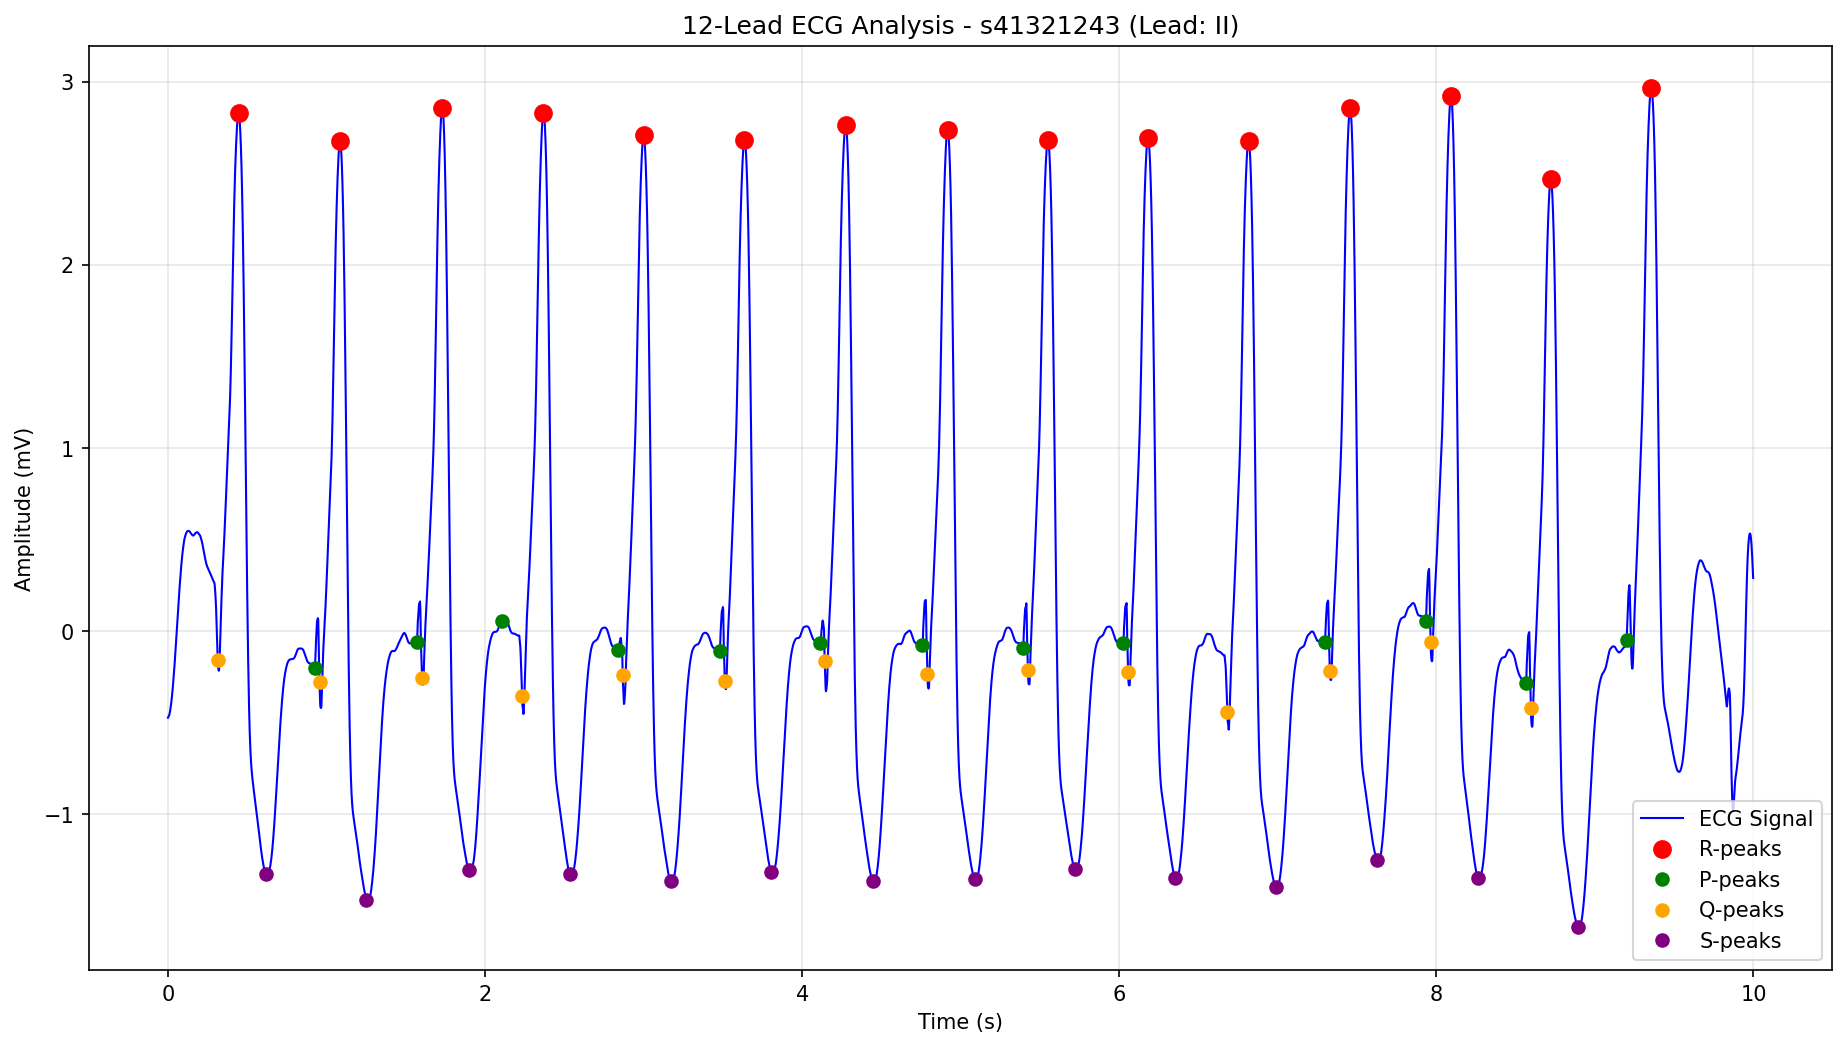 12-Lead ECG Analysis - s41321243 (Lead: II)
Amplitude (mV)
3
2
1
0
−1
0
2
4
6
8
10
Time (s)
ECG Signal
R-peaks
P-peaks
Q-peaks
S-peaks